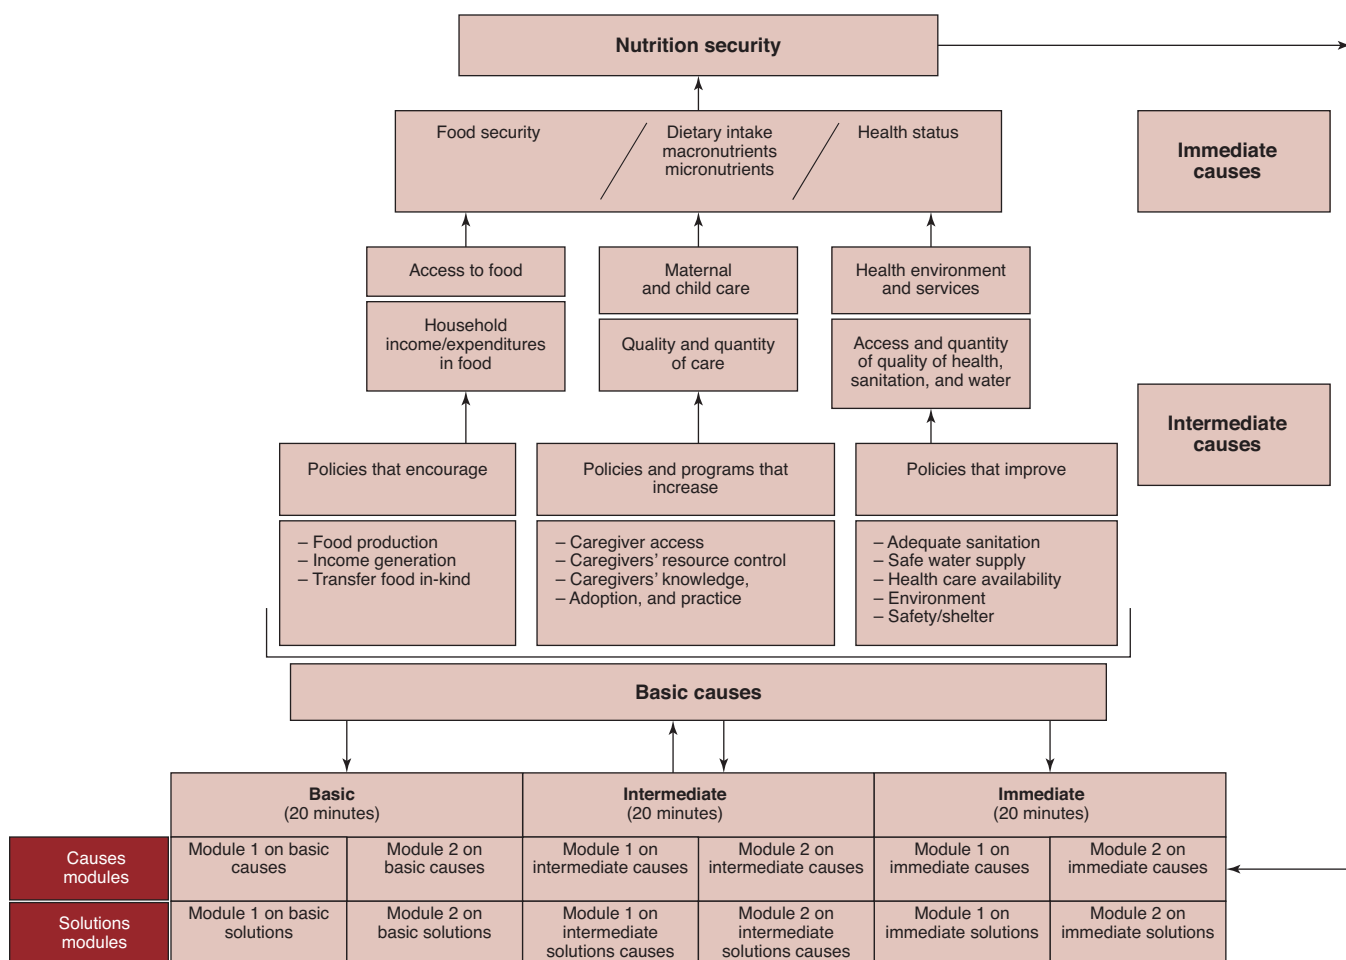 Nutrition security
Food security
Dietary intake
macronutrients
micronutrients
Health status
Immediate
causes
Access to food
Maternal
and child care
Health environment
and services
Household
income/expenditures
in food
Quality and quantity
of care
Access and quantity
of quality of health,
sanitation, and water
Intermediate
causes
Policies that encourage
Policies and programs that
increase
Policies that improve
– Food production
– Income generation
– Transfer food in-kind
– Caregiver access
– Caregivers’ resource control
– Caregivers’ knowledge,
– Adoption, and practice
– Adequate sanitation
– Safe water supply
– Health care availability
– Environment
– Safety/shelter
Basic causes
Basic
(20 minutes)
Intermediate
(20 minutes)
Immediate
(20 minutes)
Causes
modules
Module 1 on basic
causes
Module 2 on
basic causes
Module 1 on
intermediate causes
Module 2 on
intermediate causes
Module 1 on
immediate causes
Module 2 on
immediate causes
Solutions
modules
Module 1 on basic
solutions
Module 2 on
basic solutions
Module 1 on
intermediate
solutions causes
Module 2 on
intermediate
solutions causes
Module 1 on
immediate solutions
Module 2 on
immediate solutions